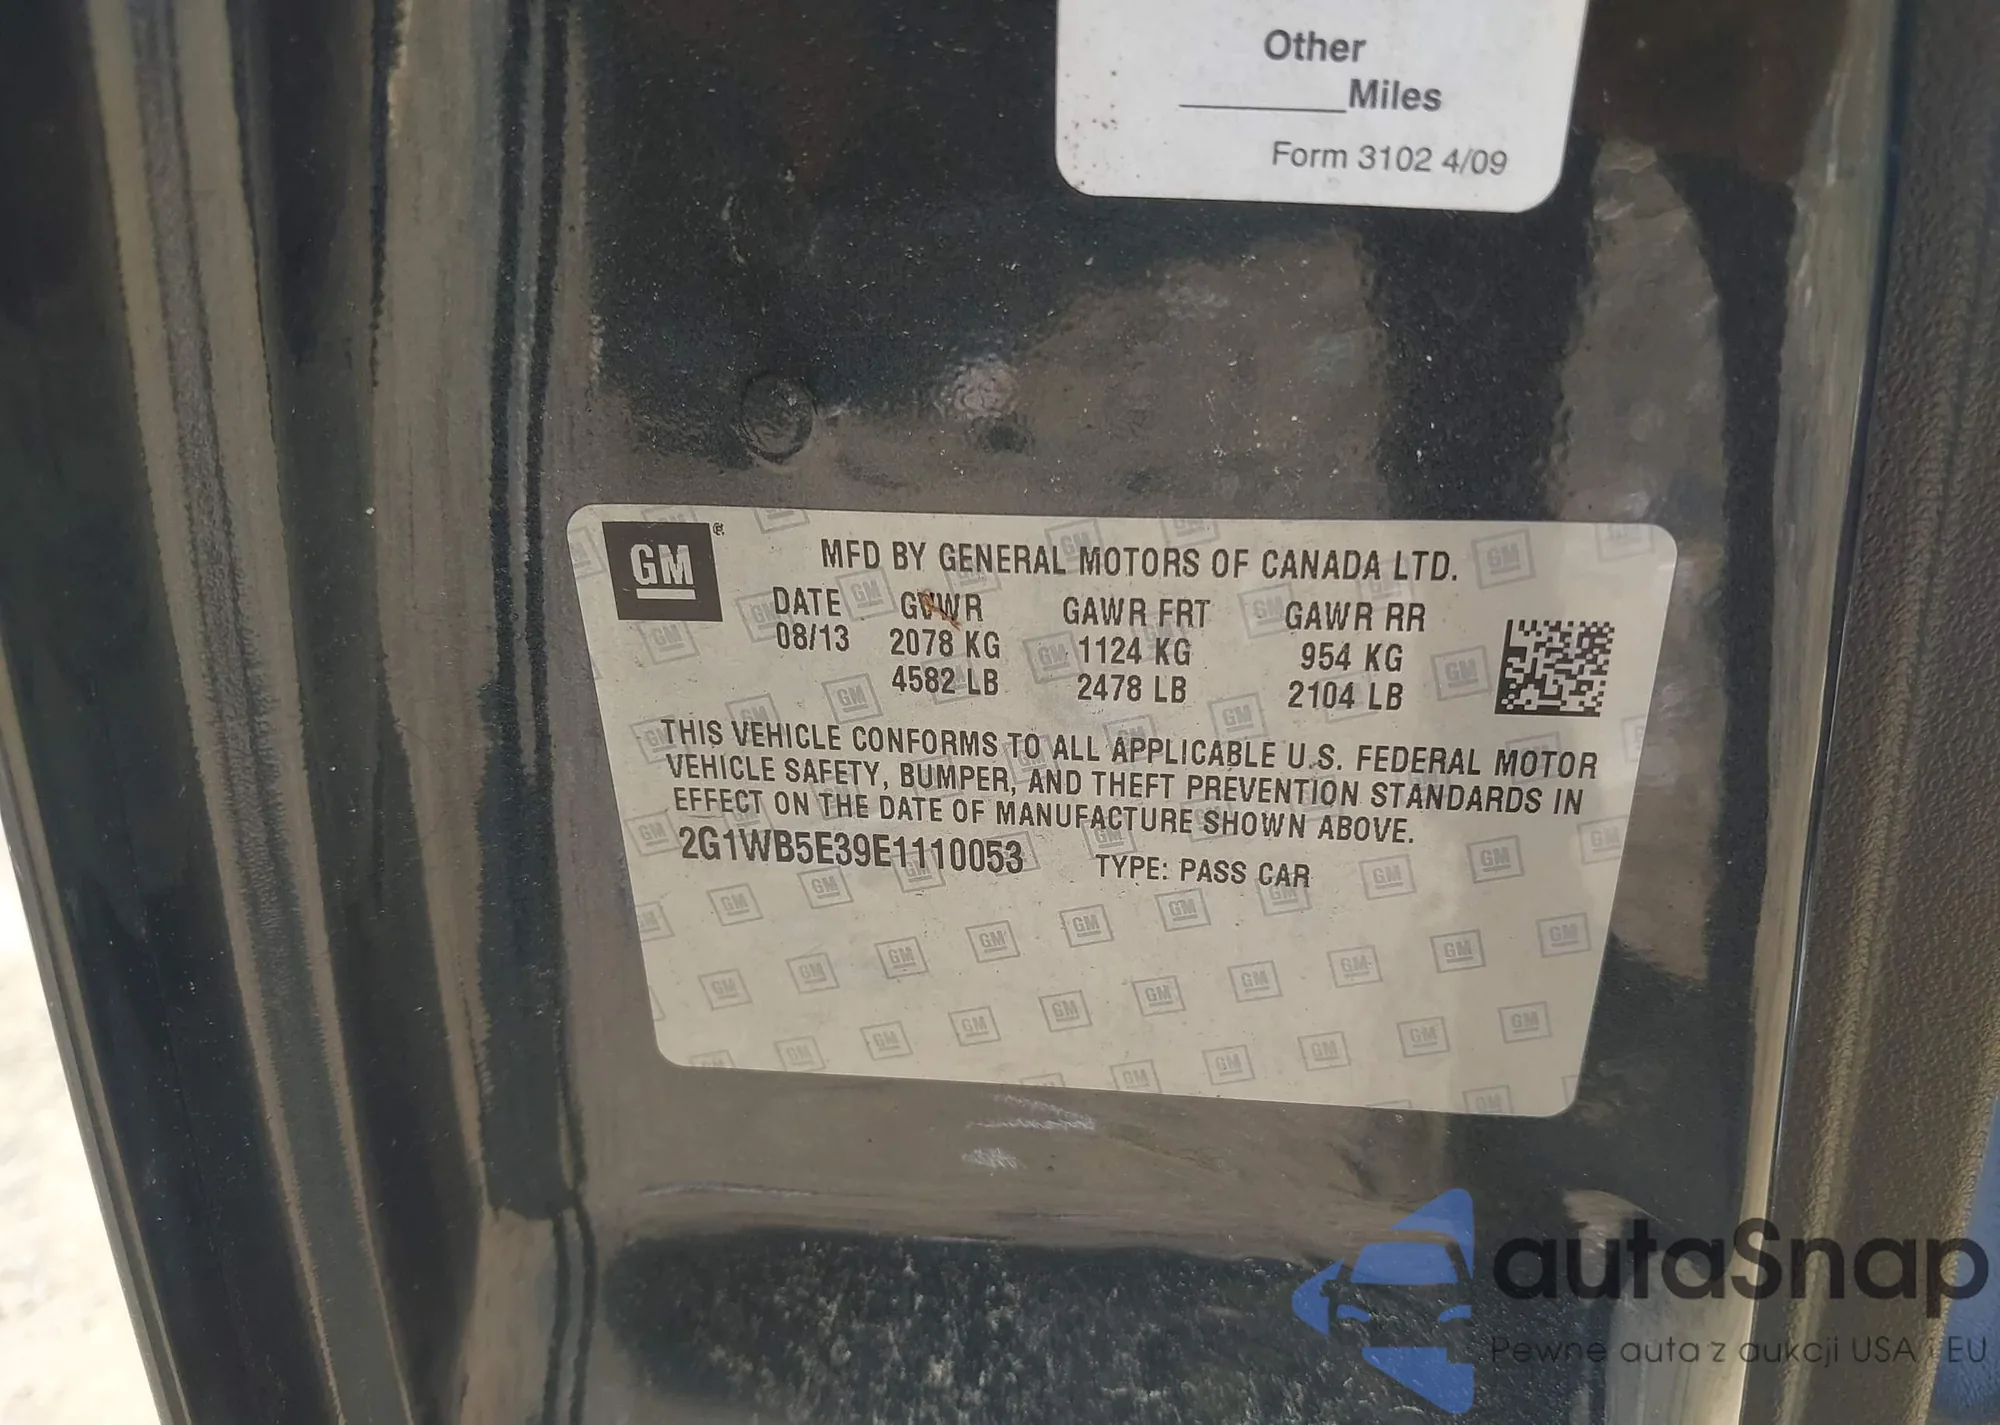 Other
Miles
Form 3102 4/09
GM
MFD BY GENERAL MOTORS OF CANADA LTD.
DATE GVWR GAWR FRT GAWR RR
08/13 2078 KG 1124 KG 954 KG
4582 LB 2478 LB 2104 LB
THIS VEHICLE CONFORMS TO ALL APPLICABLE U.S. FEDERAL MOTOR
VEHICLE SAFETY, BUMPER, AND THEFT PREVENTION STANDARDS IN
EFFECT ON THE DATE OF MANUFACTURE SHOWN ABOVE.
2G1WB5E39E1110053 TYPE: PASS CAR
autaSnap
Pewne auta z aukcji USA i EU